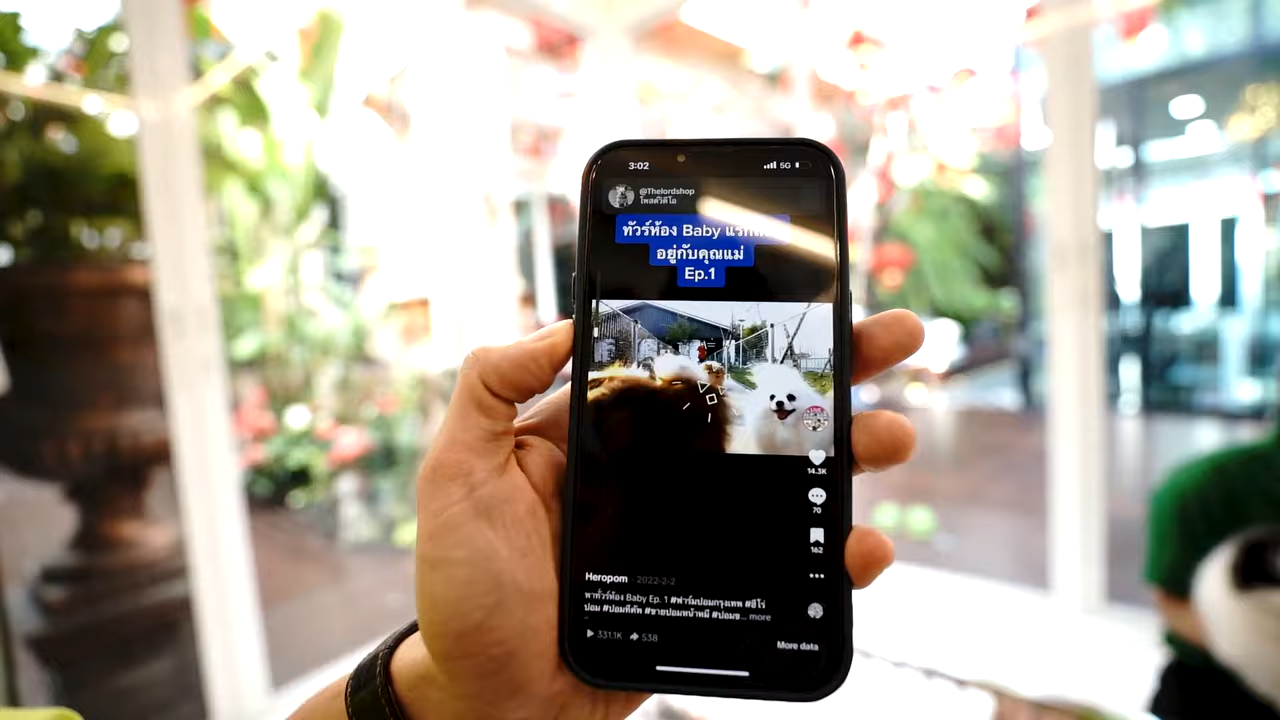 3:02
5G
@Thelordshop
โพสต์วิดีโอ
ทัวร์ห้อง Baby
อยู่กับคุณแม่
Ep.1
LIVE
14.3K
70
162
Heropom · 2022-2-2
พาทัวร์ห้อง Baby Ep. 1 #ฟาร์มปอมกรุงเทพ #ฮีโร่
ปอม #ปอมทีคัพ #ขายปอมหน้าหมี #ปอมข... more
331.1K 538
More data